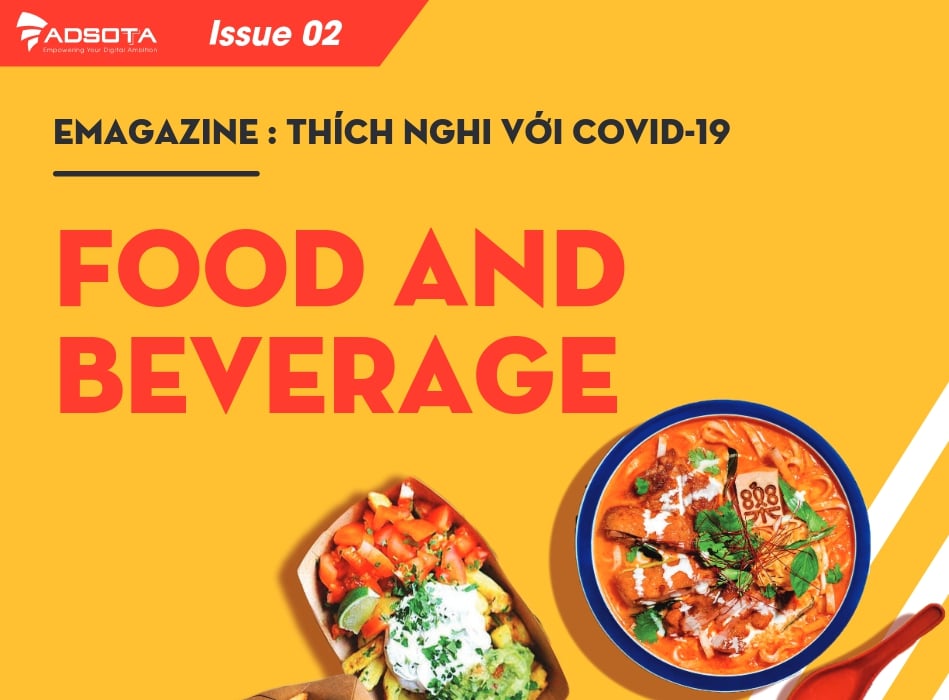 ADSOTA
Empowering Your Digital Ambition
Issue 02
EMAGAZINE : THÍCH NGHI VỚI COVID-19
FOOD AND
BEVERAGE